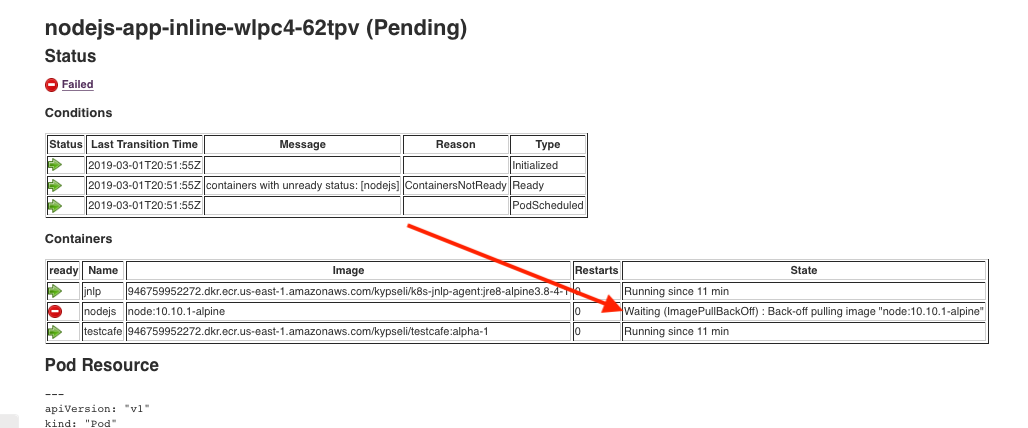 nodejs-app-inline-wlpc4-62tpv (Pending)
Status
Failed
Conditions
Status Last Transition Time Message Reason Type
2019-03-01T20:51:55Z Initialized
2019-03-01T20:51:55Z containers with unready status: [nodejs] ContainersNotReady Ready
2019-03-01T20:51:55Z PodScheduled
Containers
ready Name Image Restarts State
jnlp 946759952272.dkr.ecr.us-east-1.amazonaws.com/kypseli/k8s-jnlp-agent:jre8-alpine3.8-4-1 0 Running since 11 min
nodejs node:10.10.1-alpine 0 Waiting (ImagePullBackOff) : Back-off pulling image "node:10.10.1-alpine"
testcafe 946759952272.dkr.ecr.us-east-1.amazonaws.com/kypseli/testcafe:alpha-1 0 Running since 11 min
Pod Resource
---
apiVersion: "v1"
kind: "Pod"